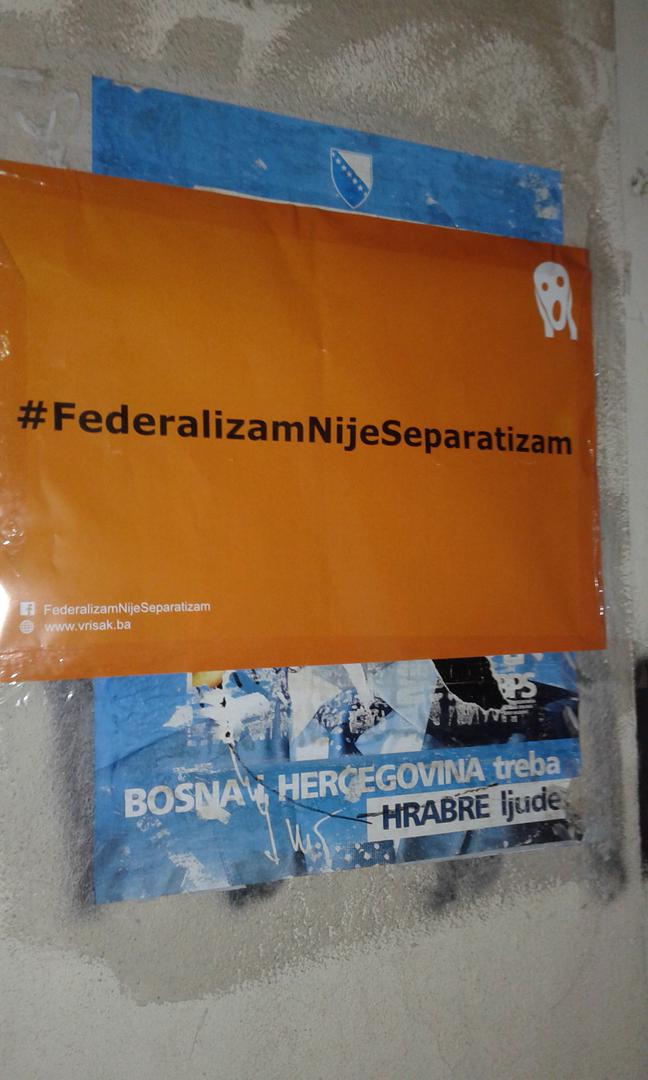 #FederalizamNijeSeparatizam
FederalizamNijeSeparatizam
www.vrisak.ba
BOSNA I HERCEGOVINA treba
HRABRE ljude